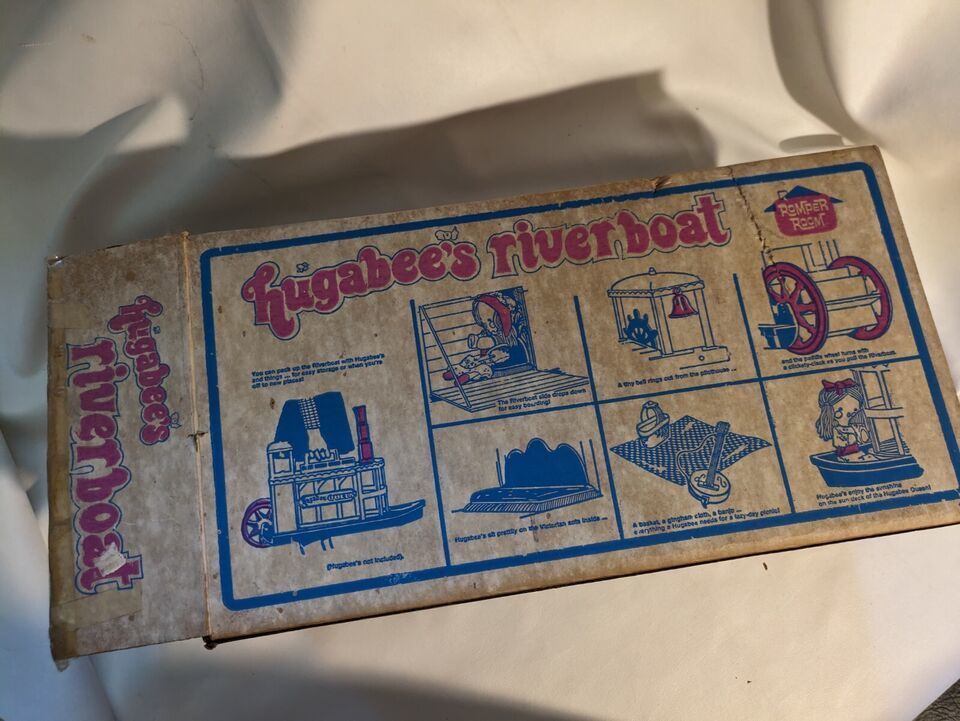 hugabee's riverboat
ROMPER
ROOM
You can pack up the Riverboat with Hugabee's
and things ... for easy storage or when you're
off to new places!
(Hugabee's not included).
The Riverboat side drops down
for easy boarding!
A tiny bell rings out from the pilothouse ...
and the paddle wheel turns with
a clickety-clack as you pull the Riverboat.
Hugabee's sit prettily on the Victorian sofa inside ...
A basket, a gingham cloth, a banjo ...
everything a Hugabee needs for a lazy-day picnic!
Hugabee's enjoy the sunshine
on the sun deck of the Hugabee Queen!
hugabee's
riverboat